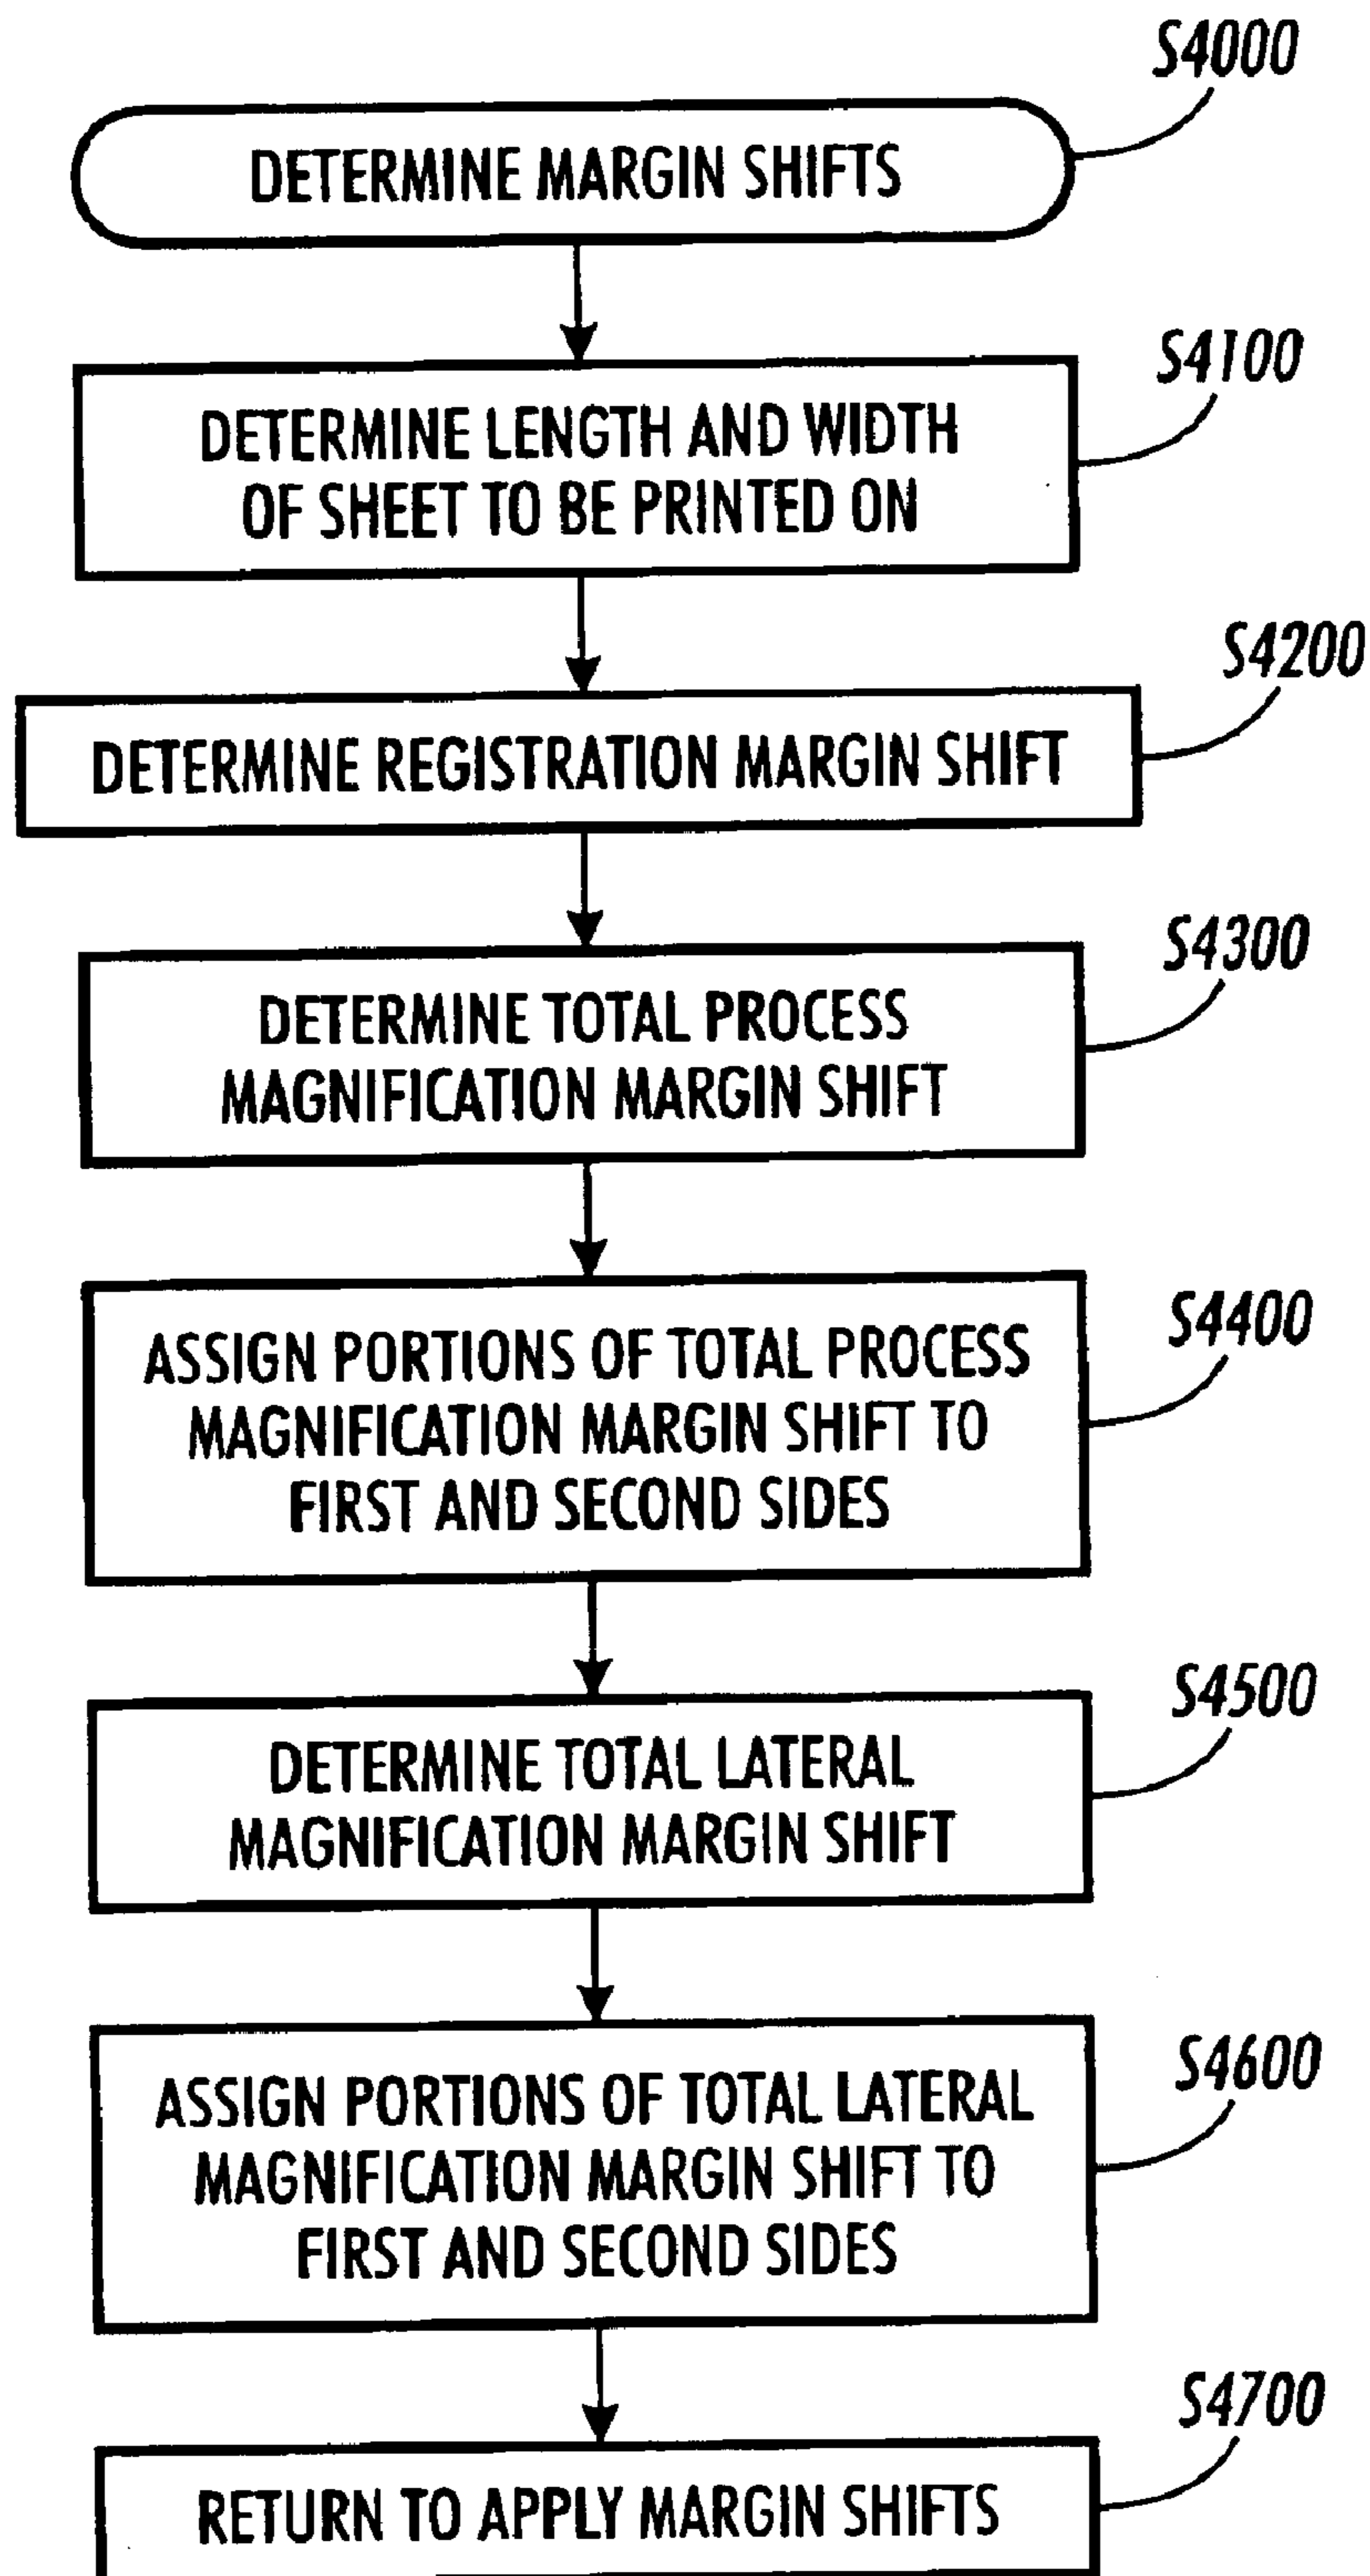 S4000
DETERMINE MARGIN SHIFTS
S4100
DETERMINE LENGTH AND WIDTH
OF SHEET TO BE PRINTED ON
S4200
DETERMINE REGISTRATION MARGIN SHIFT
S4300
DETERMINE TOTAL PROCESS
MAGNIFICATION MARGIN SHIFT
S4400
ASSIGN PORTIONS OF TOTAL PROCESS
MAGNIFICATION MARGIN SHIFT TO
FIRST AND SECOND SIDES
S4500
DETERMINE TOTAL LATERAL
MAGNIFICATION MARGIN SHIFT
S4600
ASSIGN PORTIONS OF TOTAL LATERAL
MAGNIFICATION MARGIN SHIFT TO
FIRST AND SECOND SIDES
S4700
RETURN TO APPLY MARGIN SHIFTS